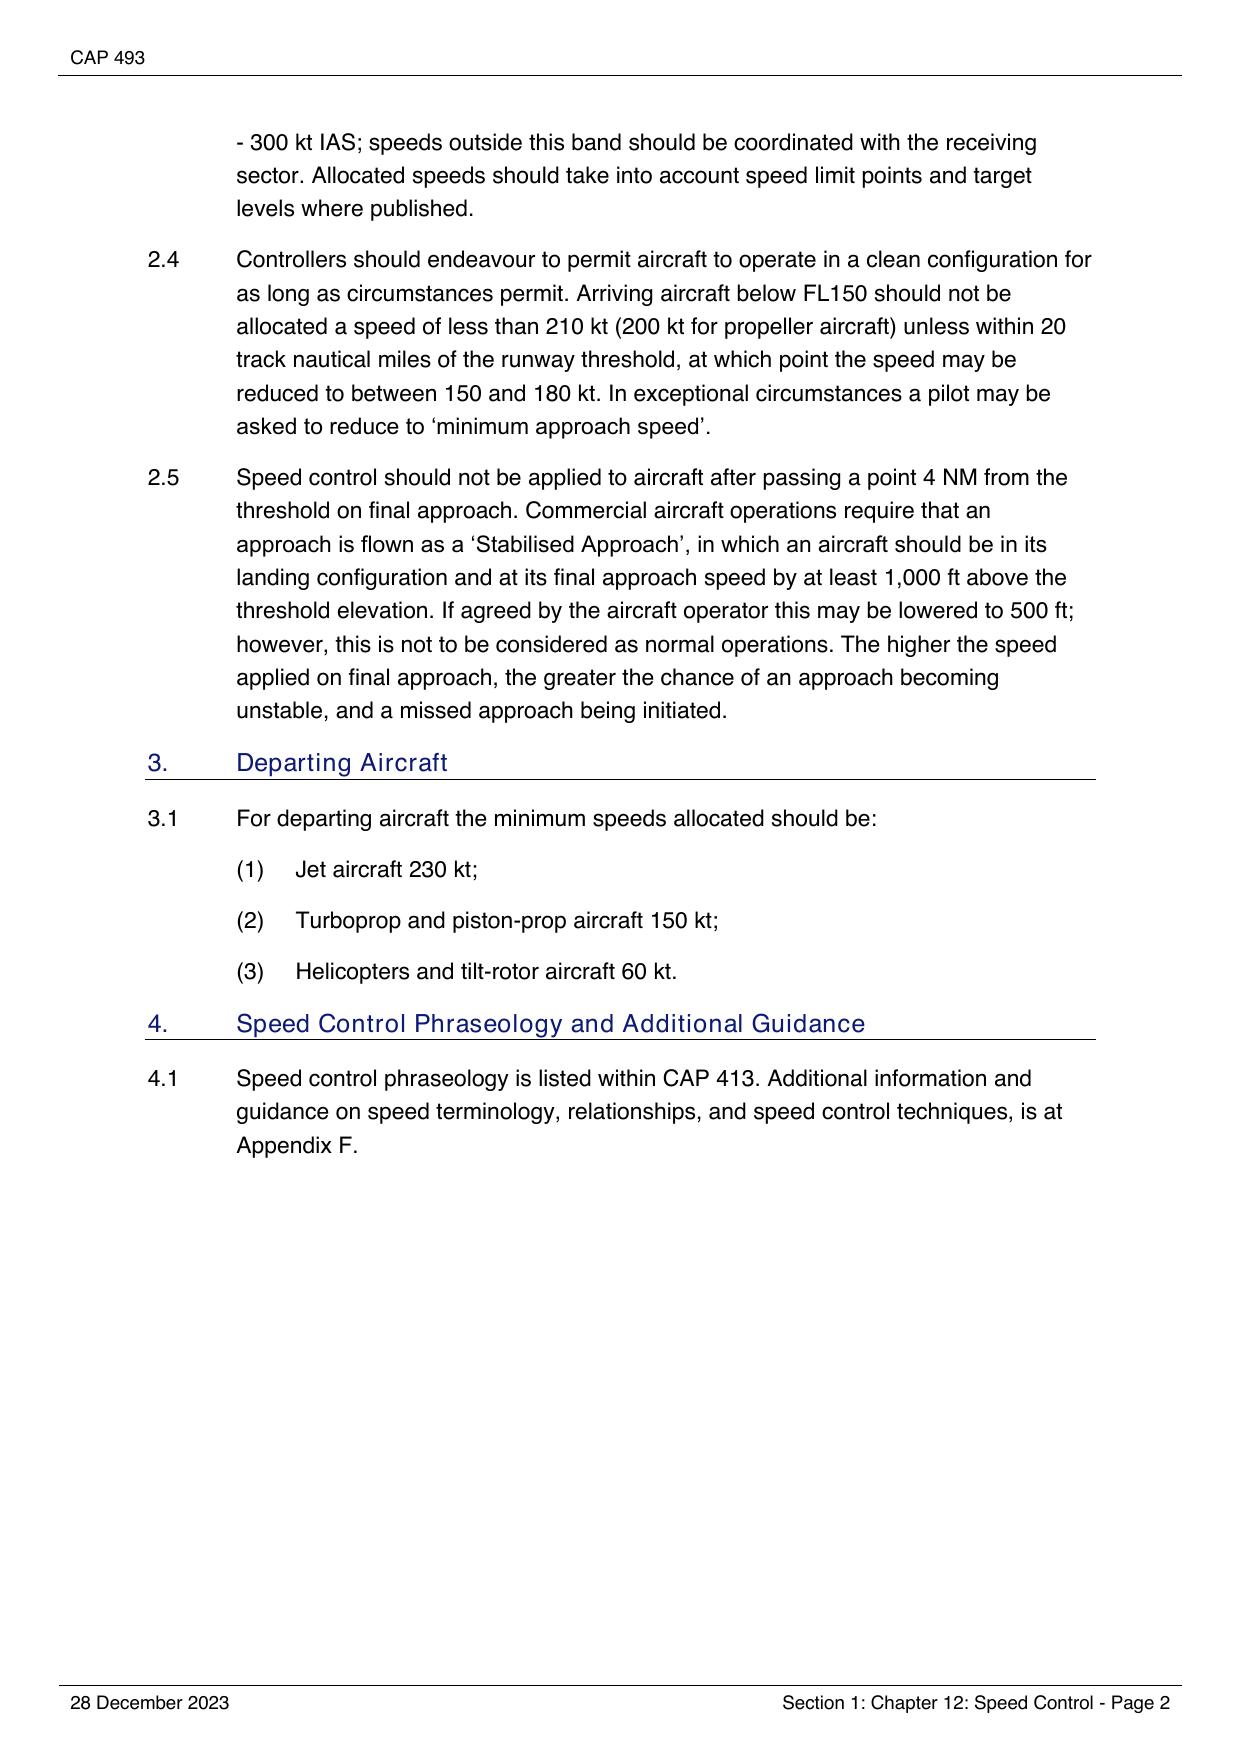 CAP 493
- 300 kt IAS; speeds outside this band should be coordinated with the receiving
sector. Allocated speeds should take into account speed limit points and target
levels where published.
2.4 Controllers should endeavour to permit aircraft to operate in a clean configuration for
as long as circumstances permit. Arriving aircraft below FL150 should not be
allocated a speed of less than 210 kt (200 kt for propeller aircraft) unless within 20
track nautical miles of the runway threshold, at which point the speed may be
reduced to between 150 and 180 kt. In exceptional circumstances a pilot may be
asked to reduce to ‘minimum approach speed’.
2.5 Speed control should not be applied to aircraft after passing a point 4 NM from the
threshold on final approach. Commercial aircraft operations require that an
approach is flown as a ‘Stabilised Approach’, in which an aircraft should be in its
landing configuration and at its final approach speed by at least 1,000 ft above the
threshold elevation. If agreed by the aircraft operator this may be lowered to 500 ft;
however, this is not to be considered as normal operations. The higher the speed
applied on final approach, the greater the chance of an approach becoming
unstable, and a missed approach being initiated.
3. Departing Aircraft
3.1 For departing aircraft the minimum speeds allocated should be:
(1) Jet aircraft 230 kt;
(2) Turboprop and piston-prop aircraft 150 kt;
(3) Helicopters and tilt-rotor aircraft 60 kt.
4. Speed Control Phraseology and Additional Guidance
4.1 Speed control phraseology is listed within CAP 413. Additional information and
guidance on speed terminology, relationships, and speed control techniques, is at
Appendix F.
28 December 2023 Section 1: Chapter 12: Speed Control - Page 2